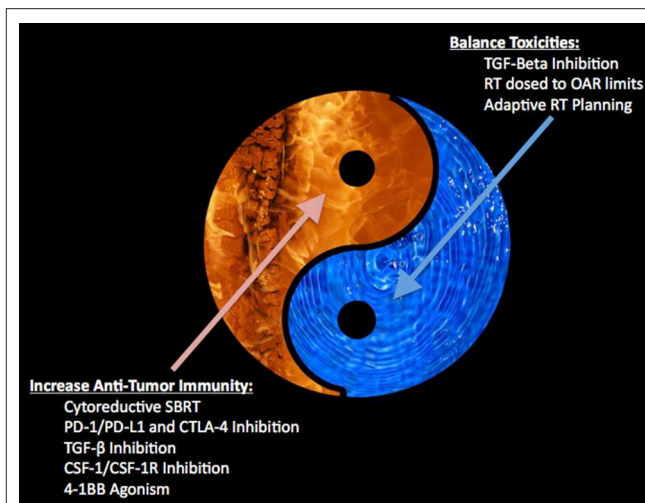 Balance Toxicities:
TGF-Beta Inhibition
RT dosed to OAR limits
Adaptive RT Planning
Increase Anti-Tumor Immunity:
Cytoreductive SBRT
PD-1/PD-L1 and CTLA-4 Inhibition
TGF-β Inhibition
CSF-1/CSF-1R Inhibition
4-1BB Agonism